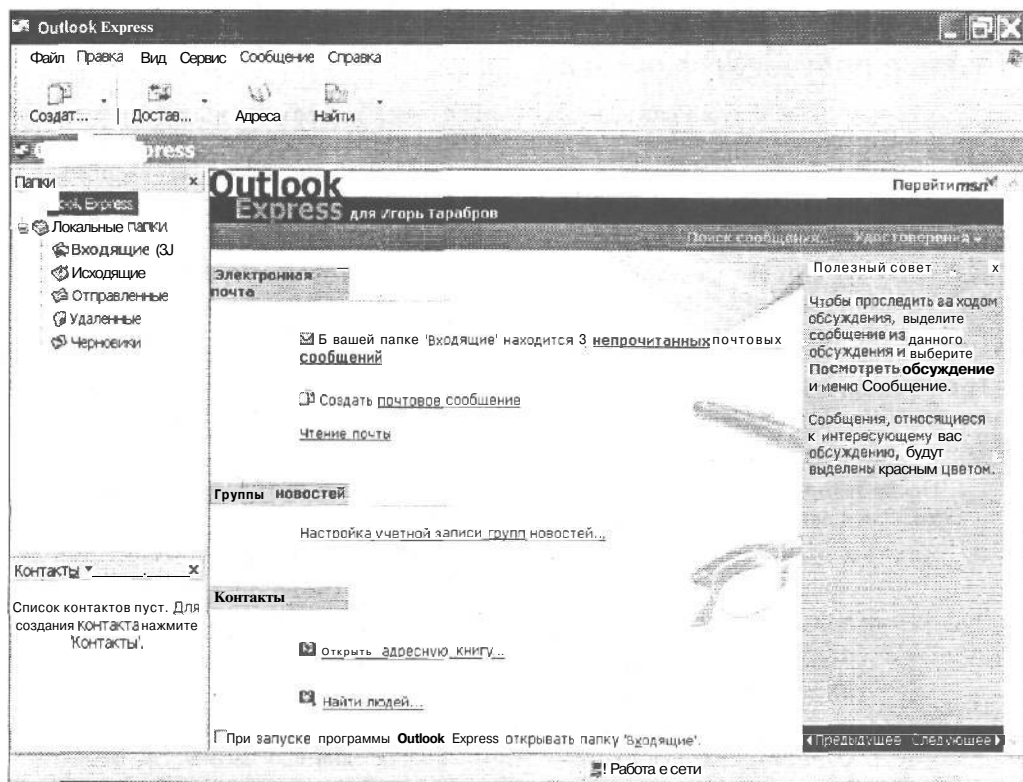 Outlook Express
Файл Правка Вид Сервис Сообщение Справка
Создат... Достав... Адреса Найти
press
Папки x
ook Express
Локальные папки
Входящие (3J
Исходящие
Отправленные
Удаленные
Черновики
Контакты x
Список контактов пуст. Для
создания контакта нажмите
'Контакты'.
Outlook
Express для Игорь Тарабров
Перейти msn
Поиск сообщения... Удостоверения
Электронная
почта
Б вашей папке 'Входящие' находится 3 непрочитанных почтовых
сообщений
Создать почтовое сообщение
Чтение почты
Группы новостей
Настройка учетной записи групп новостей...
Контакты
Открыть адресную книгу...
Найти людей...
При запуске программы Outlook Express открывать папку 'Входящие'.
Полезный совет x
Чтобы проследить за ходом
обсуждения, выделите
сообщение из данного
обсуждения и выберите
Посмотреть обсуждение
и меню Сообщение.
Сообщения, относящиеся
к интересующему вас
обсуждению, будут
выделены красным цветом.
Предыдущее Следующее
! Работа е сети